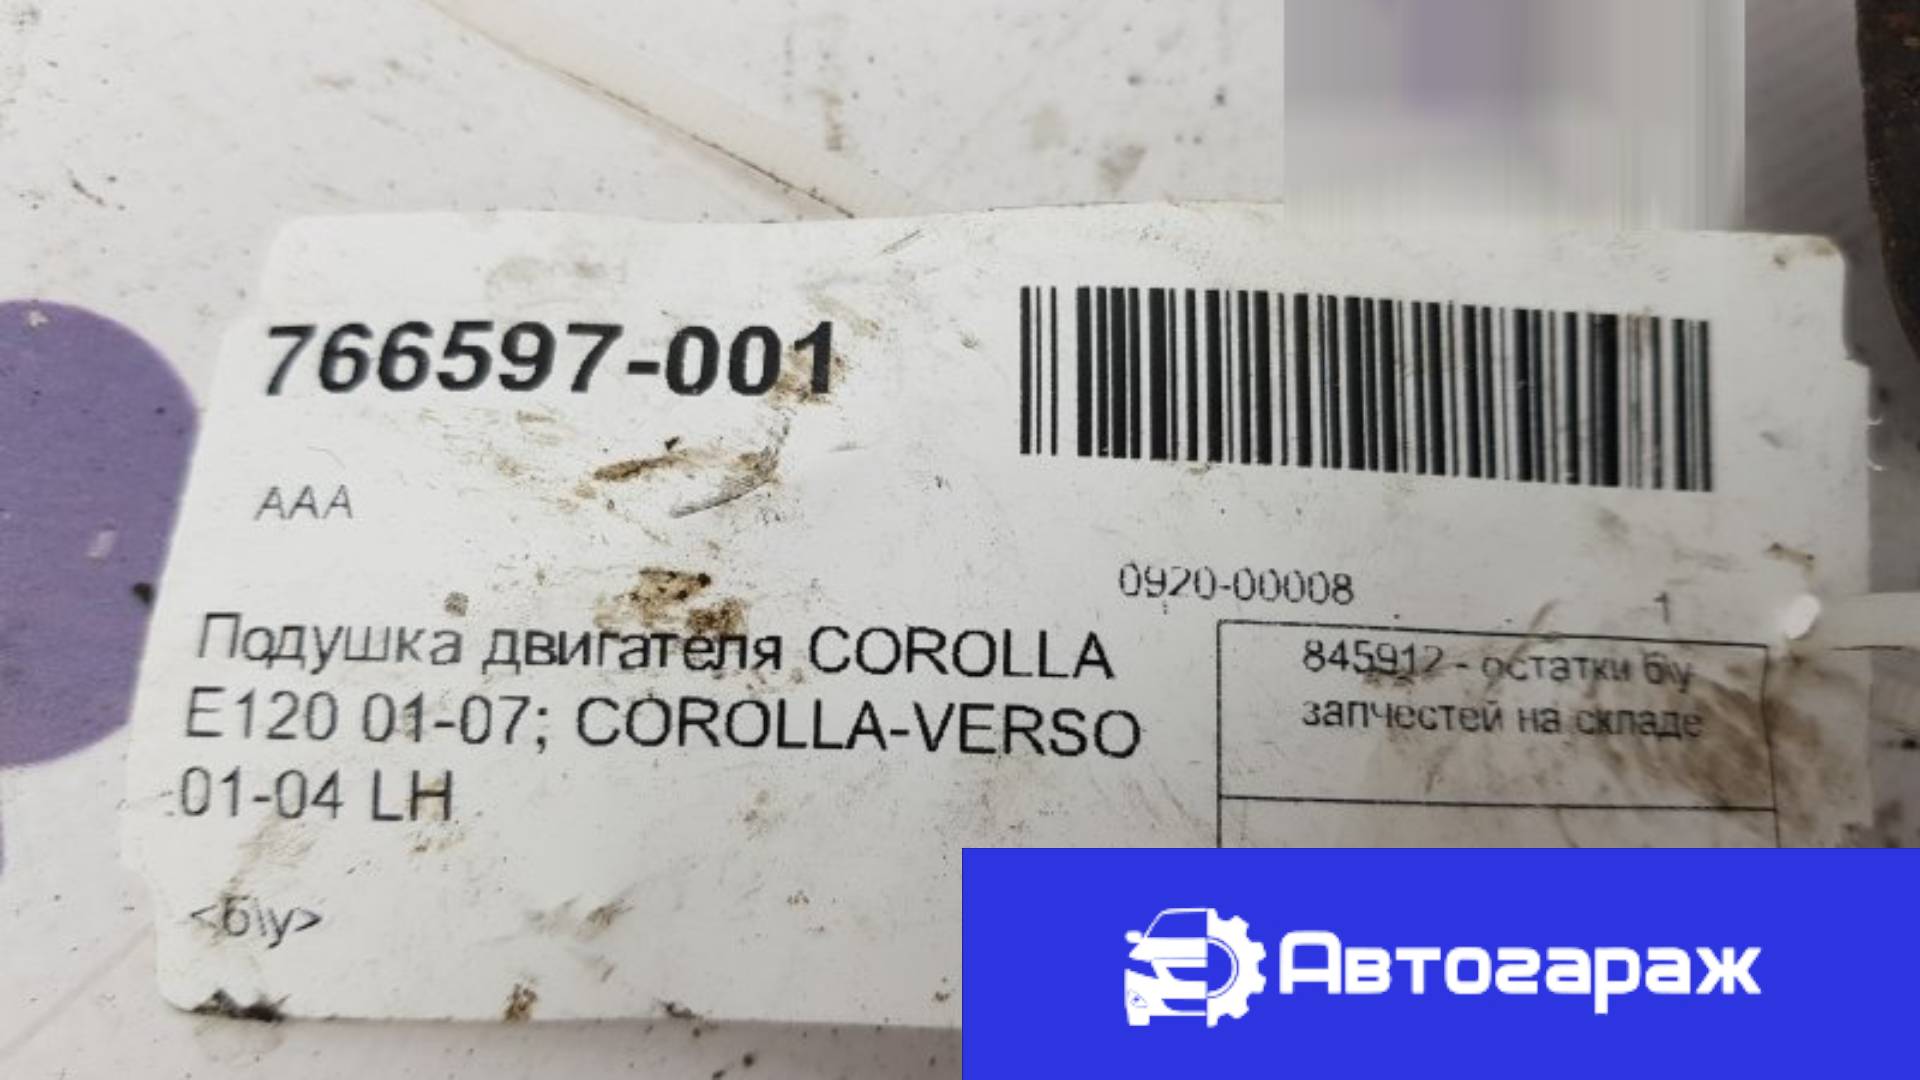 766597-001
AAA
0920-00008
1
Подушка двигателя COROLLA
E120 01-07; COROLLA-VERSO
01-04 LH
845912 - остатки б\у
запчестей на складе
<б\у>
Автогараж